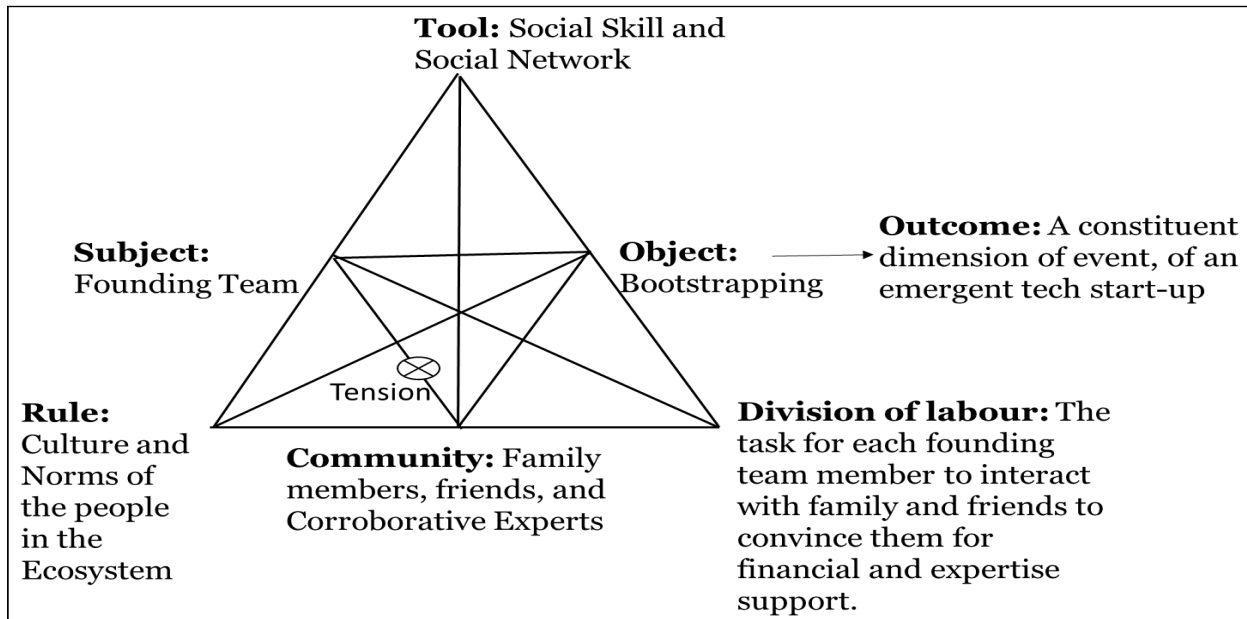 Tool: Social Skill and
Social Network
Subject:
Founding Team
Object:
Bootstrapping
Outcome: A constituent
dimension of event, of an
emergent tech start-up
Tension
Rule:
Culture and
Norms of
the people
in the
Ecosystem
Community: Family
members, friends, and
Corroborative Experts
Division of labour: The
task for each founding
team member to interact
with family and friends to
convince them for
financial and expertise
support.